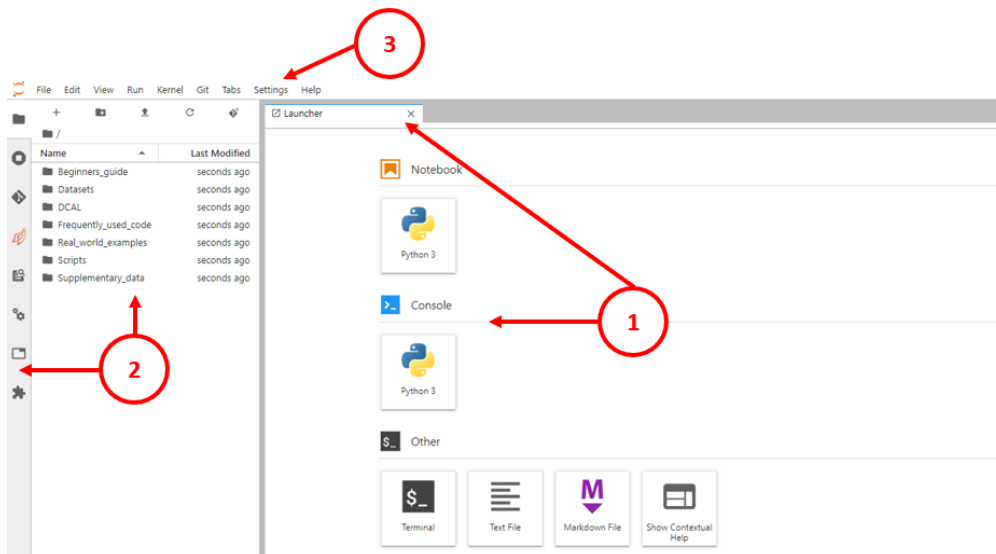 3
File Edit View Run Kernel Git Tabs Settings Help
Launcher
/
Name Last Modified
Beginners_guide seconds ago
Datasets seconds ago
DCAL seconds ago
Frequently_used_code seconds ago
Real_world_examples seconds ago
Scripts seconds ago
Supplementary_data seconds ago
2
Notebook
Python 3
Console
1
Python 3
$_ Other
$_
M
Terminal Text File Markdown File Show Contextual
Help